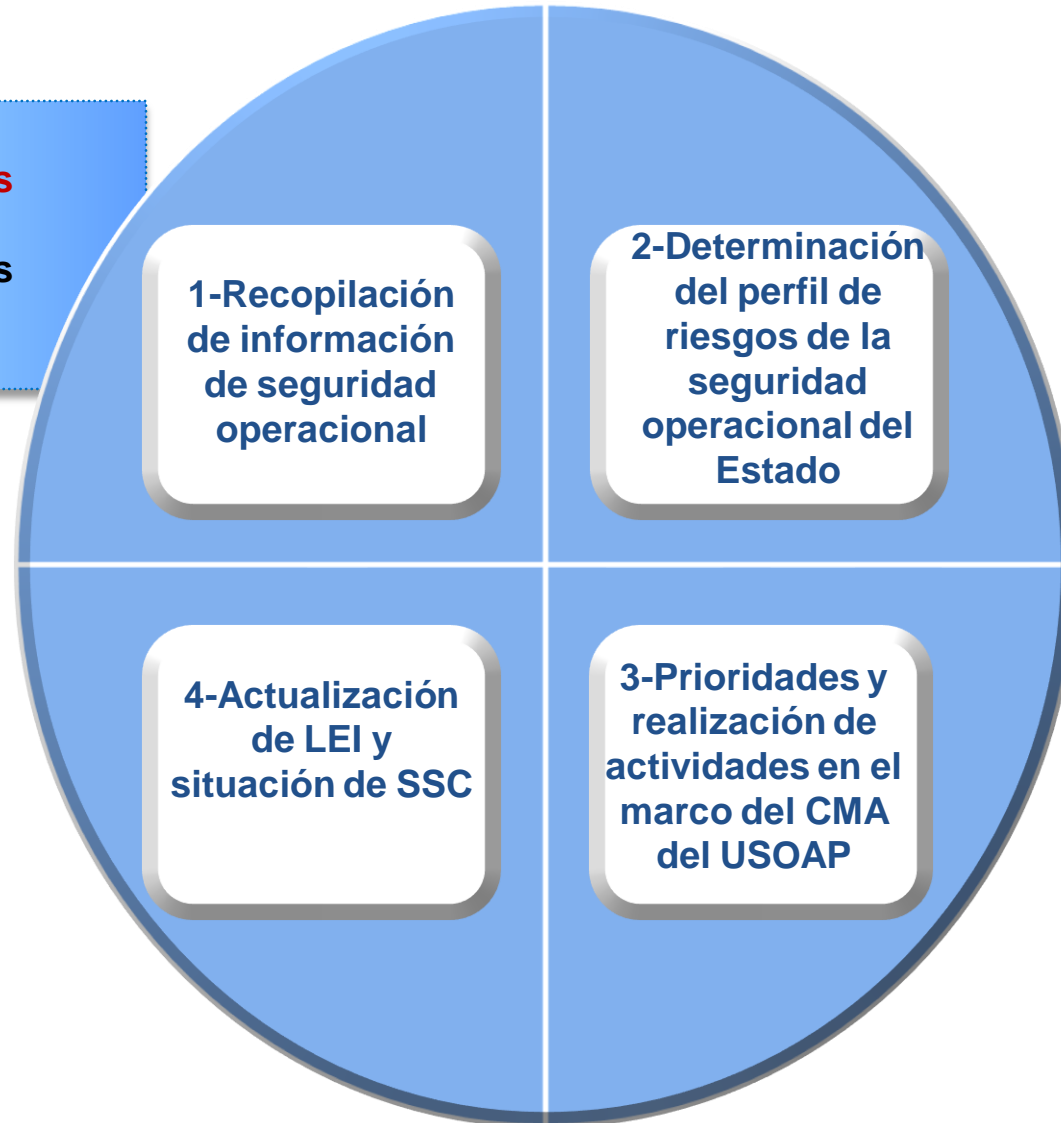 s
s
1-Recopilación
de información
de seguridad
operacional
2-Determinación
del perfil de
riesgos de la
seguridad
operacional del
Estado
4-Actualización
de LEI y
situación de SSC
3-Prioridades y
realización de
actividades en el
marco del CMA
del USOAP